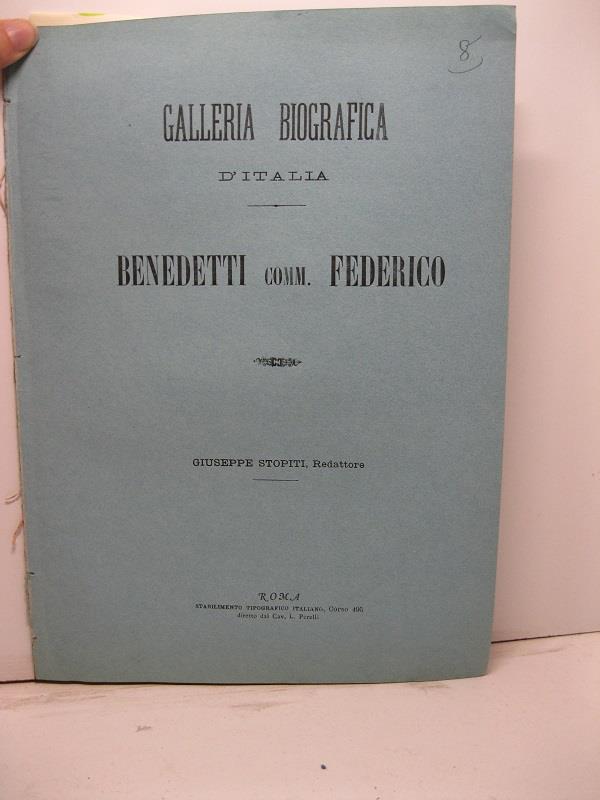 8
GALLERIA BIOGRAFICA
D'ITALIA
BENEDETTI COMM. FEDERICO
GIUSEPPE STOPITI, Redattore
ROMA
STABILIMENTO TIPOGRAFICO ITALIANO, Corso 495
diretto dal Cav. L. Perelli